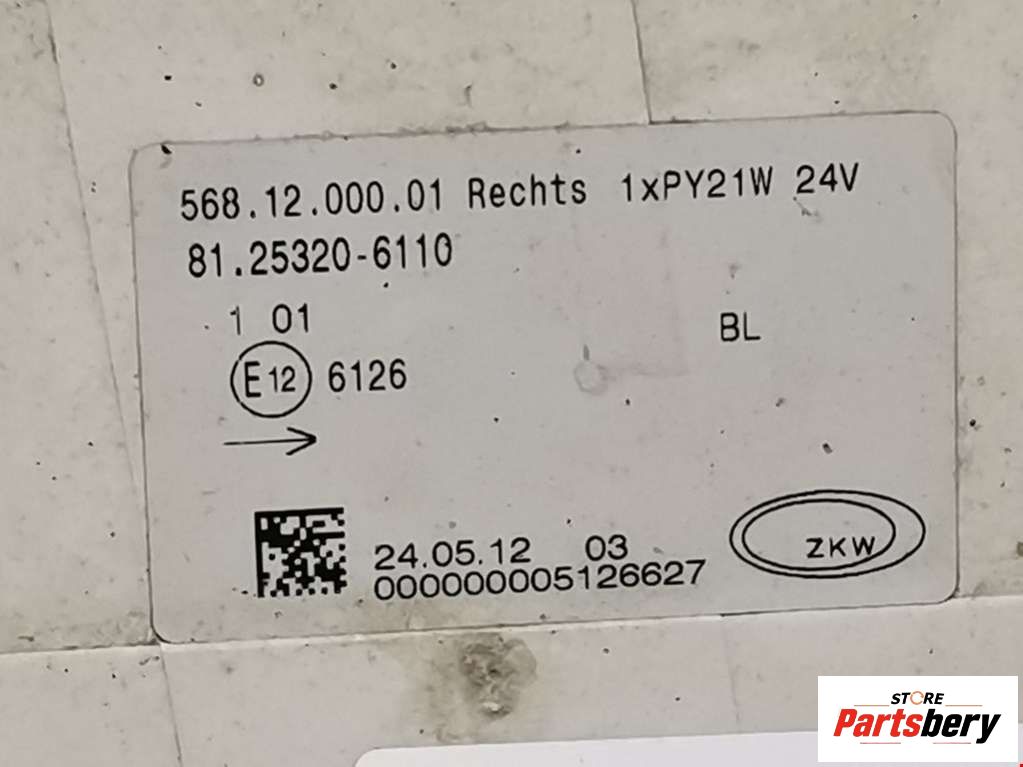 568.12.000.01 Rechts 1xPY21W 24V
81.25320-6110
1 01
BL
E12 6126
24.05.12 03
000000005126627
ZKW
STORE
Partsbery